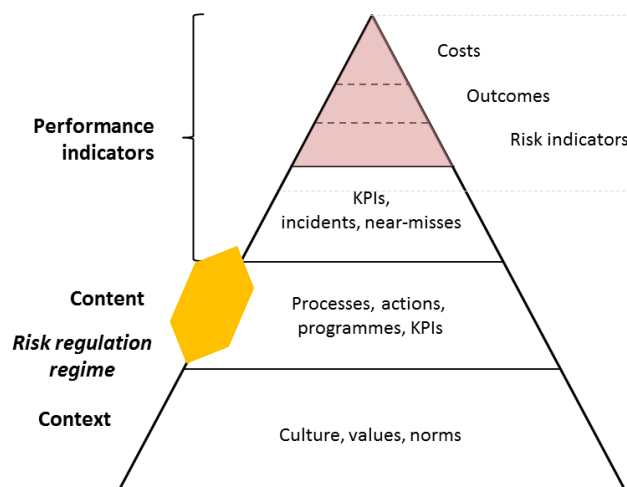 Costs
Outcomes
Performance
indicators
Risk indicators
KPIs,
incidents, near-misses
Content
Processes, actions,
programmes, KPIs
Risk regulation
regime
Context
Culture, values, norms